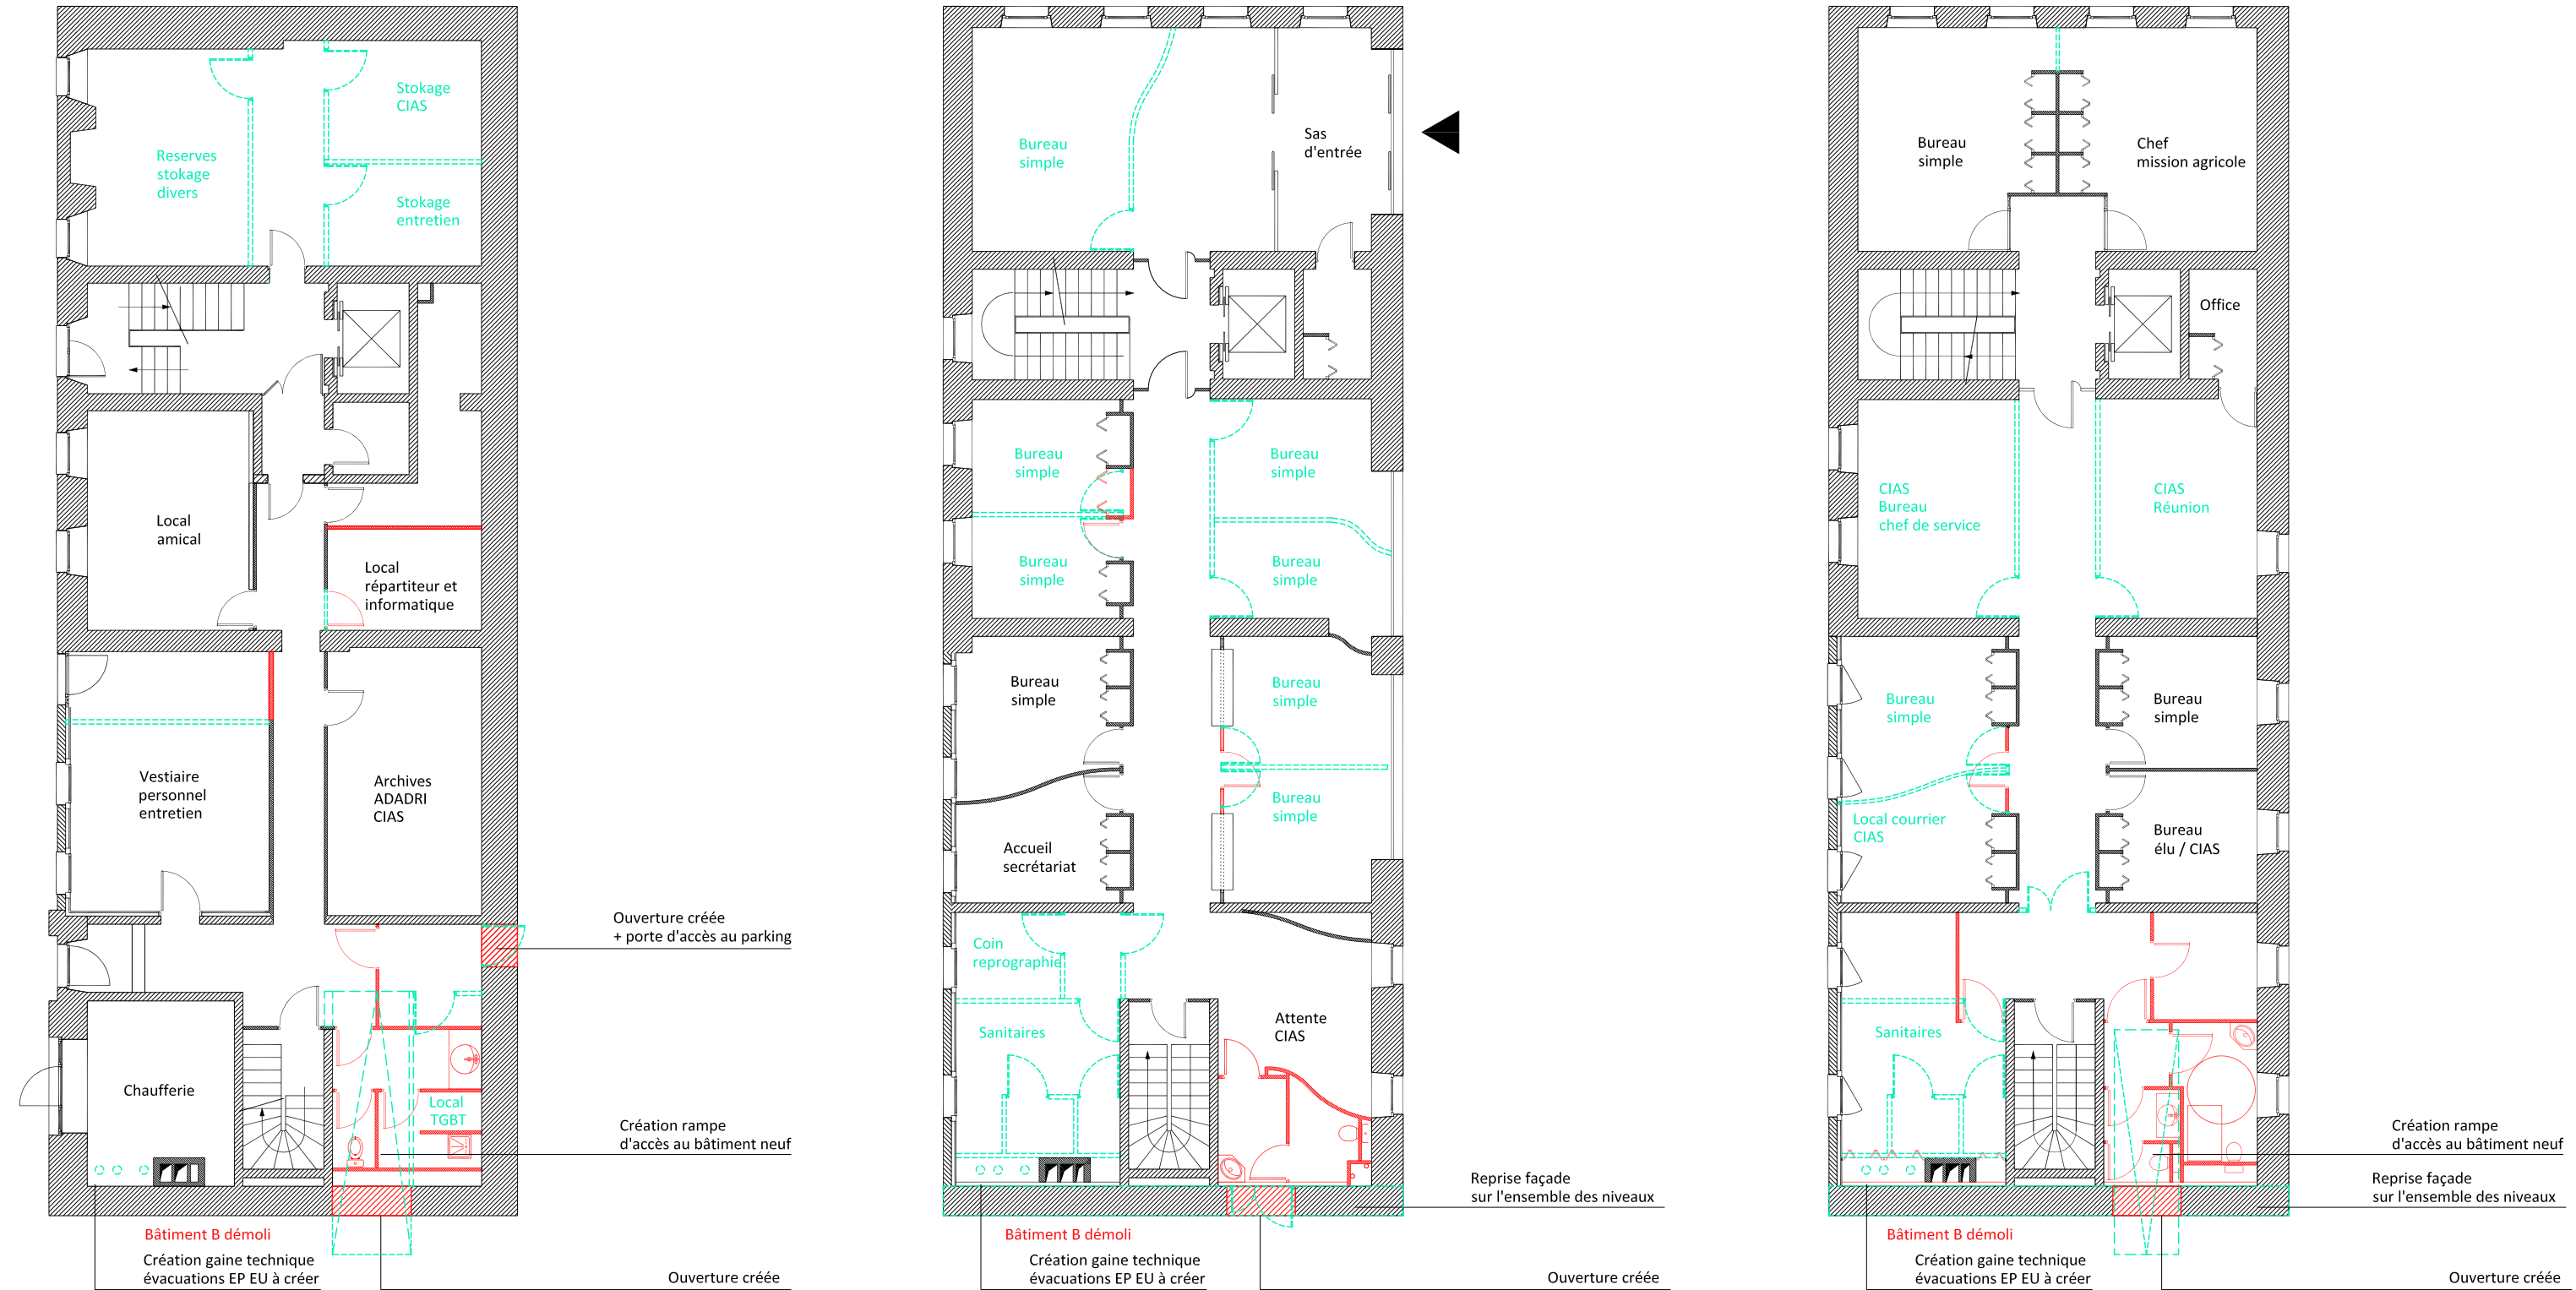 Stokage
CIAS
Reserves
stokage
divers
Stokage
entretien
Local
amical
Local
répartiteur et
informatique
Vestiaire
personnel
entretien
Archives
ADADRI
CIAS
Ouverture créée
+ porte d'accès au parking
Chaufferie
Local
TGBT
Création rampe
d'accès au bâtiment neuf
Bâtiment B démoli
Création gaine technique
évacuations EP EU à créer
Ouverture créée
Bureau
simple
Sas
d'entrée
Bureau
simple
Bureau
simple
Bureau
simple
Bureau
simple
Bureau
simple
Bureau
simple
Accueil
secrétariat
Bureau
simple
Coin
reprographie
Sanitaires
Attente
CIAS
Reprise façade
sur l'ensemble des niveaux
Bâtiment B démoli
Création gaine technique
évacuations EP EU à créer
Ouverture créée
Bureau
simple
Chef
mission agricole
Office
CIAS
Bureau
chef de service
CIAS
Réunion
Bureau
simple
Bureau
simple
Local courrier
CIAS
Bureau
élu / CIAS
Sanitaires
Création rampe
d'accès au bâtiment neuf
Reprise façade
sur l'ensemble des niveaux
Bâtiment B démoli
Création gaine technique
évacuations EP EU à créer
Ouverture créée